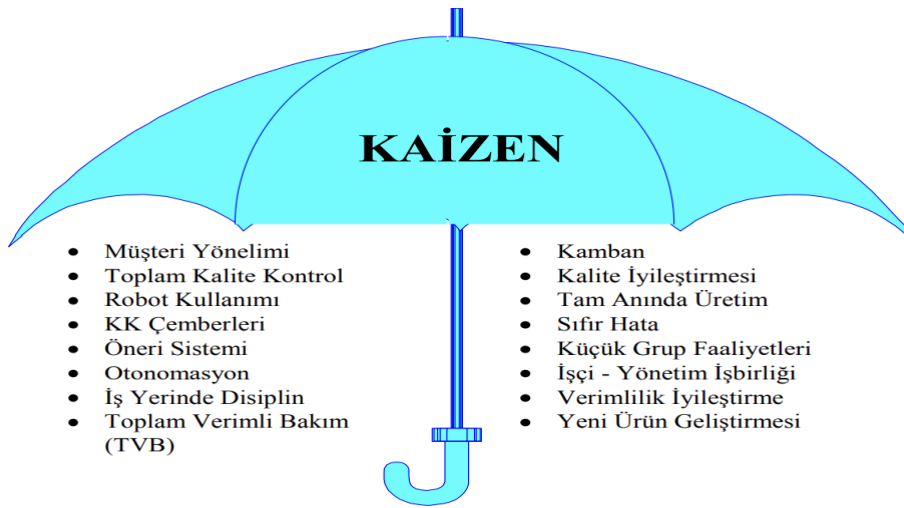 KAİZEN
• Müşteri Yönelimi
• Toplam Kalite Kontrol
• Robot Kullanımı
• KK Çemberleri
• Öneri Sistemi
• Otonomasyon
• İş Yerinde Disiplin
• Toplam Verimli Bakım
(TVB)
• Kamban
• Kalite İyileştirmesi
• Tam Anında Üretim
• Sıfır Hata
• Küçük Grup Faaliyetleri
• İşçi - Yönetim İşbirliği
• Verimlilik İyileştirme
• Yeni Ürün Geliştirmesi